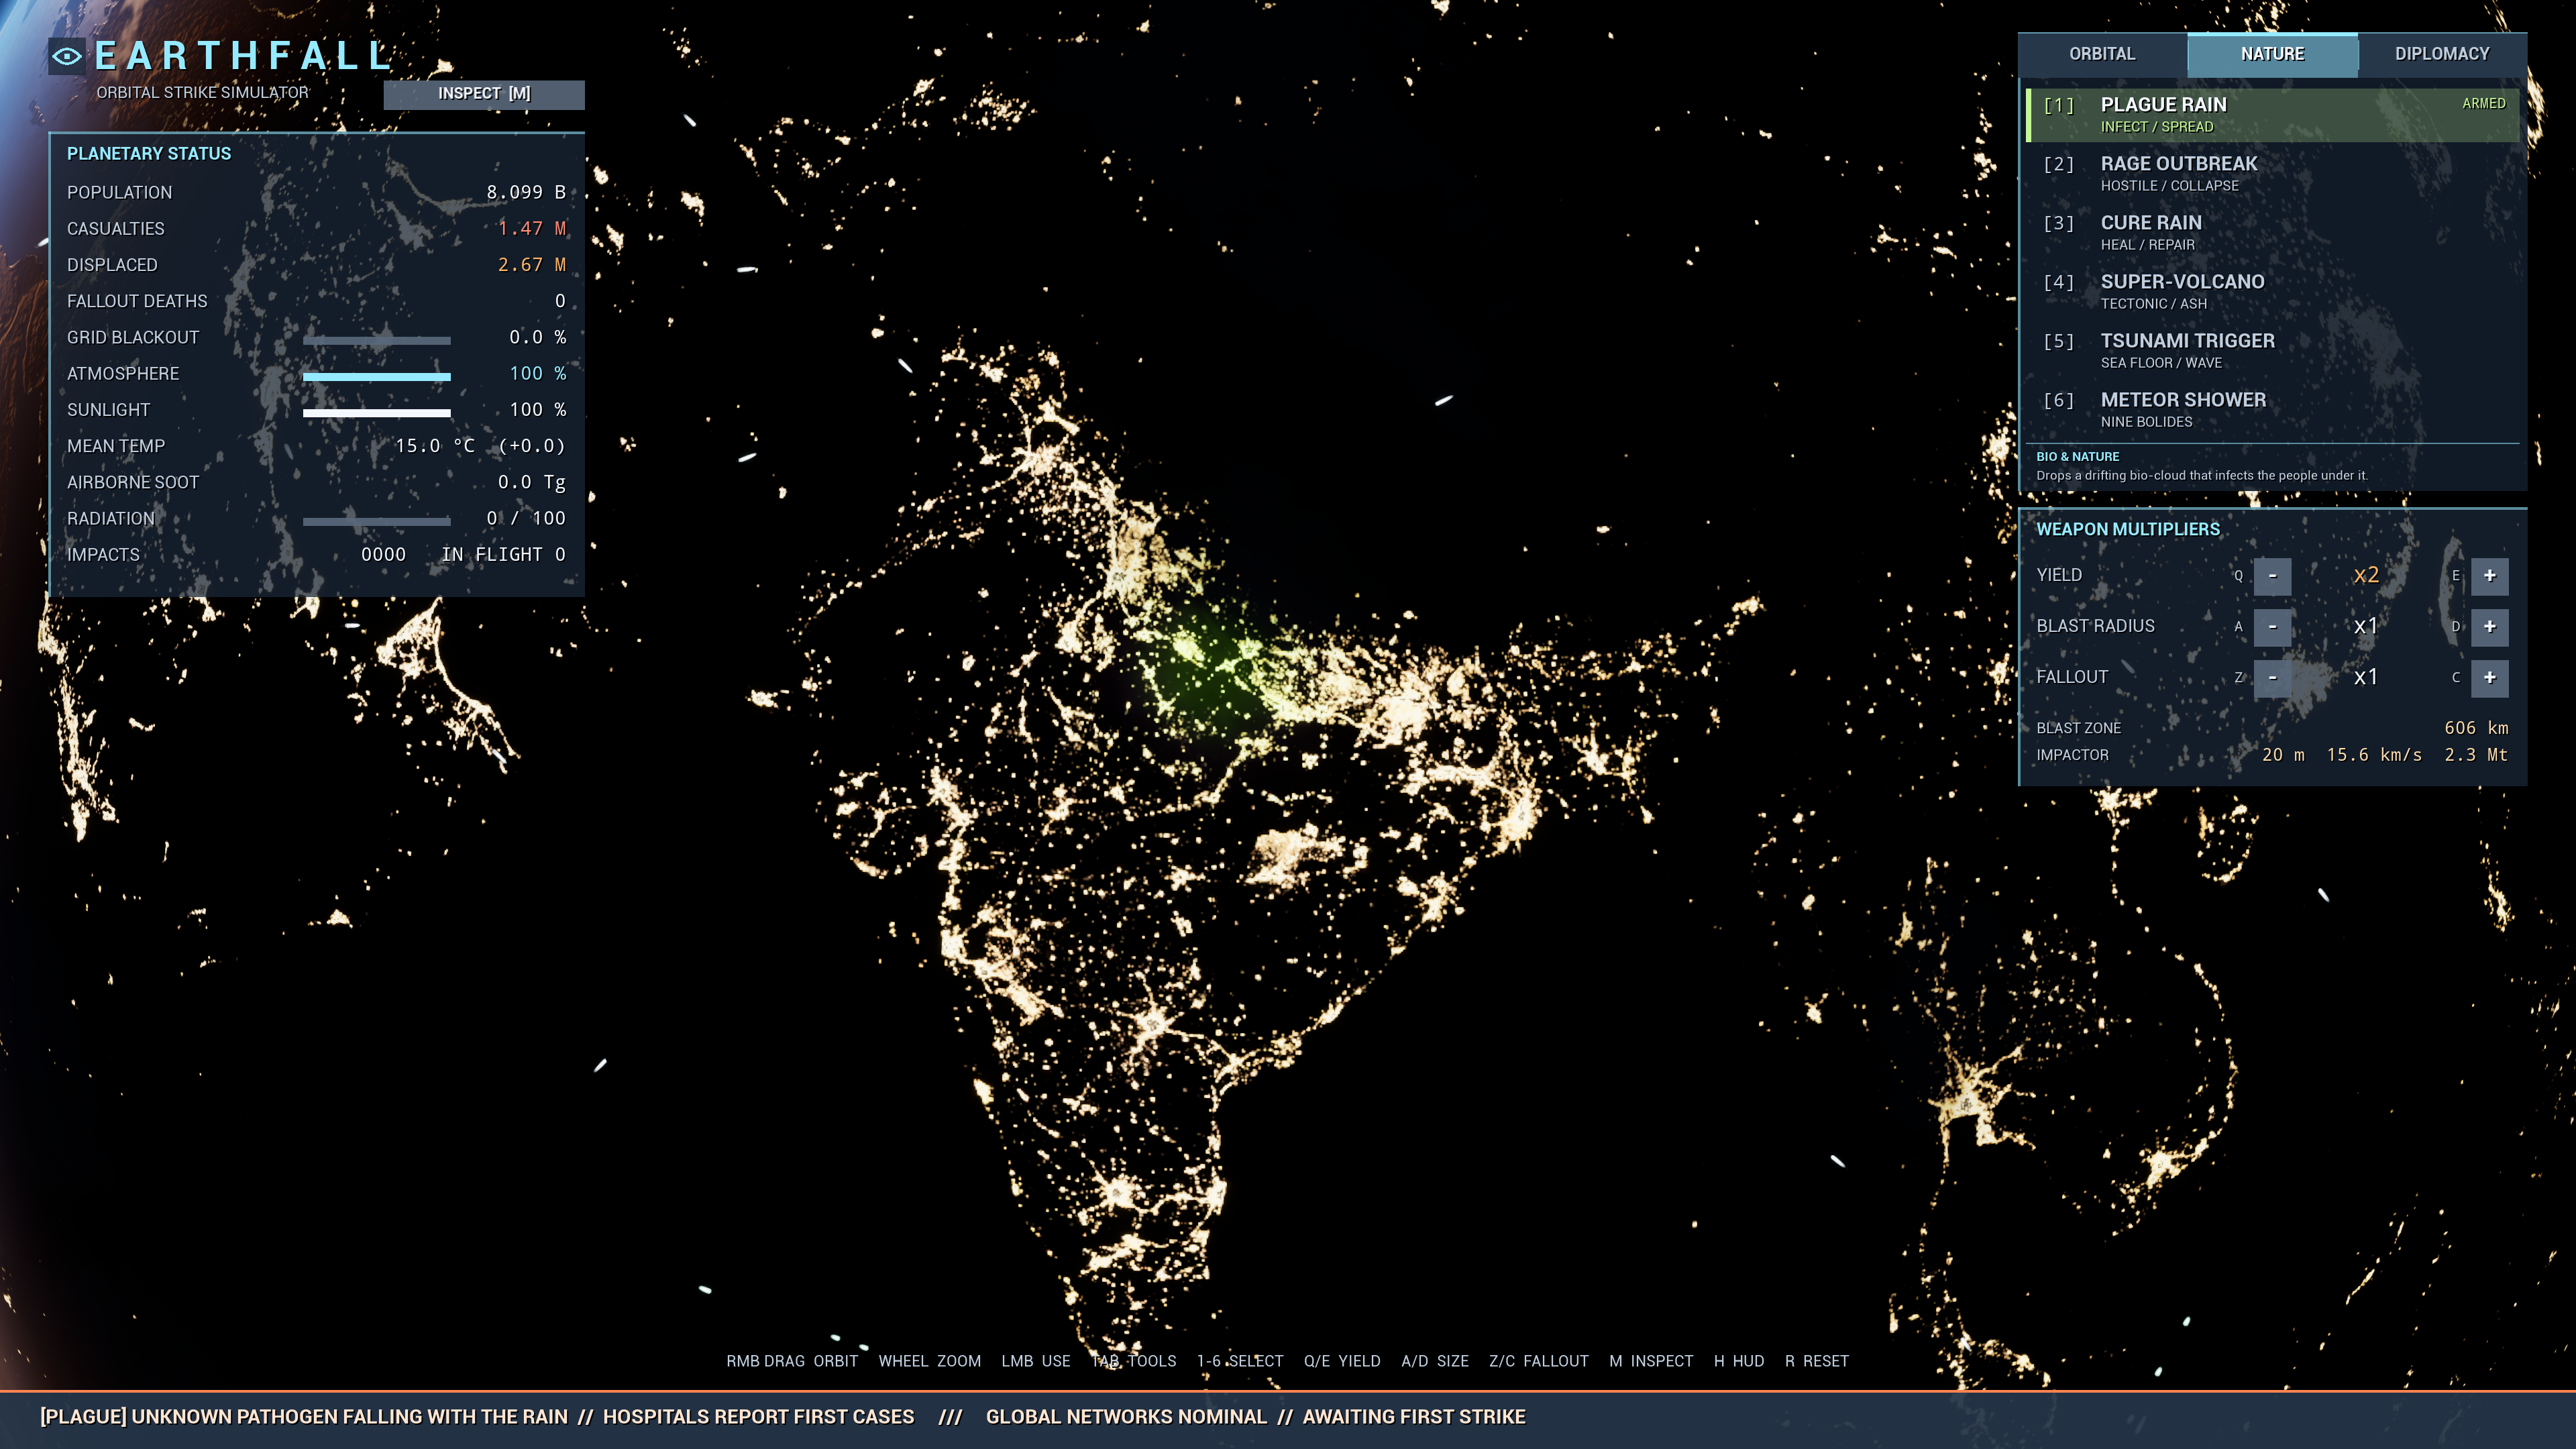 EARTHFALL
ORBITAL STRIKE SIMULATOR
INSPECT [M]
PLANETARY STATUS
POPULATION 8.099 B
CASUALTIES 1.47 M
DISPLACED 2.67 M
FALLOUT DEATHS 0
GRID BLACKOUT 0.0 %
ATMOSPHERE 100 %
SUNLIGHT 100 %
MEAN TEMP 15.0 °C (+0.0)
AIRBORNE SOOT 0.0 Tg
RADIATION 0 / 100
IMPACTS 0000 IN FLIGHT 0
ORBITAL NATURE DIPLOMACY
[1] PLAGUE RAIN ARMED
INFECT / SPREAD
[2] RAGE OUTBREAK
HOSTILE / COLLAPSE
[3] CURE RAIN
HEAL / REPAIR
[4] SUPER-VOLCANO
TECTONIC / ASH
[5] TSUNAMI TRIGGER
SEA FLOOR / WAVE
[6] METEOR SHOWER
NINE BOLIDES
BIO & NATURE
Drops a drifting bio-cloud that infects the people under it.
WEAPON MULTIPLIERS
YIELD Q - x2 E +
BLAST RADIUS A - x1 D +
FALLOUT Z - x1 C +
BLAST ZONE 606 km
IMPACTOR 20 m 15.6 km/s 2.3 Mt
RMB DRAG ORBIT WHEEL ZOOM LMB USE TAB TOOLS 1-6 SELECT Q/E YIELD A/D SIZE Z/C FALLOUT M INSPECT H HUD R RESET
[PLAGUE] UNKNOWN PATHOGEN FALLING WITH THE RAIN // HOSPITALS REPORT FIRST CASES /// GLOBAL NETWORKS NOMINAL // AWAITING FIRST STRIKE